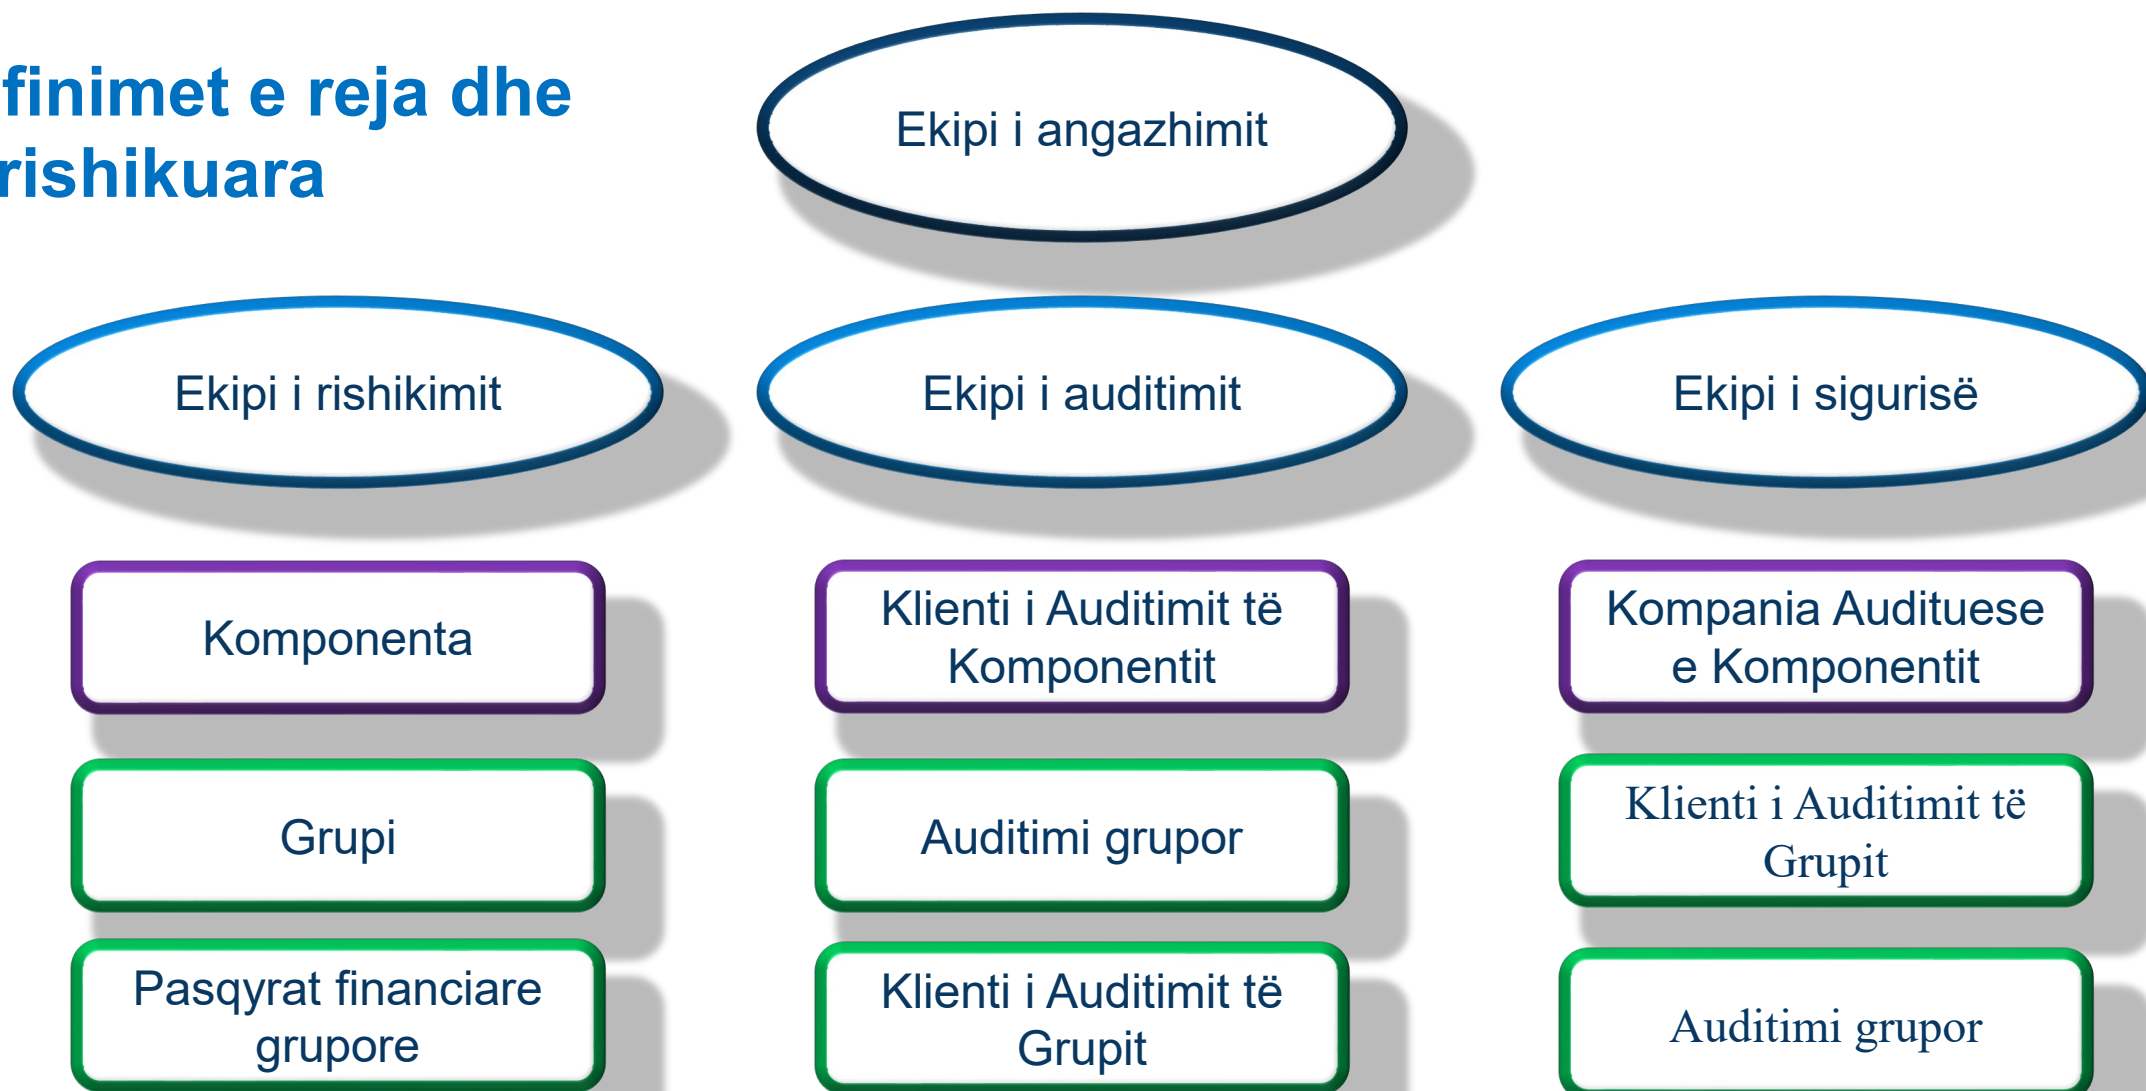 finimet e reja dhe
rishikuara
Ekipi i angazhimit
Ekipi i rishikimit
Ekipi i auditimit
Ekipi i sigurisë
Komponenta
Klienti i Auditimit të
Komponentit
Kompania Audituese
e Komponentit
Grupi
Auditimi grupor
Klienti i Auditimit të
Grupit
Pasqyrat financiare
grupore
Klienti i Auditimit të
Grupit
Auditimi grupor